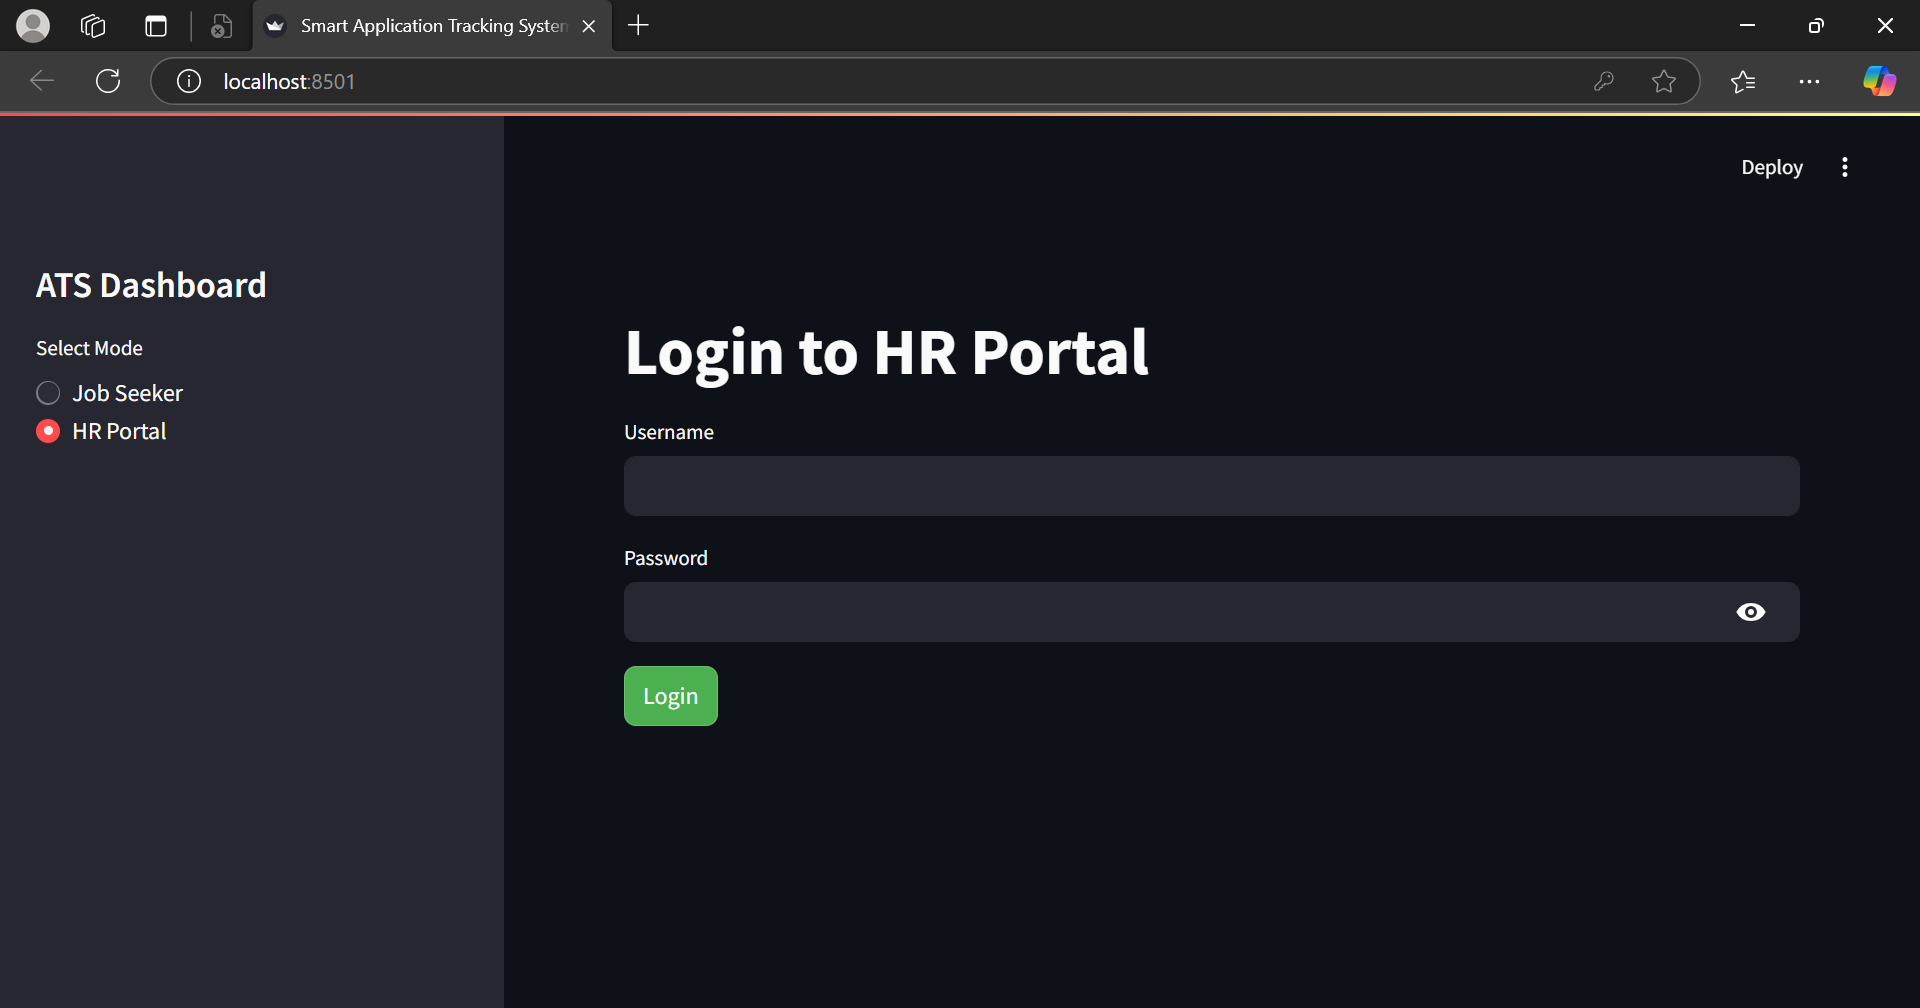 Smart Application Tracking System
localhost:8501
Deploy
ATS Dashboard
Select Mode
Job Seeker
HR Portal
Login to HR Portal
Username
Password
Login